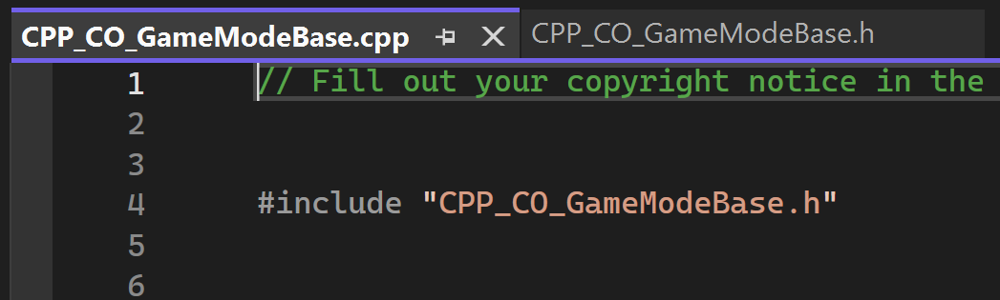 CPP_CO_GameModeBase.cpp CPP_CO_GameModeBase.h
1 // Fill out your copyright notice in the
2
3
4 #include "CPP_CO_GameModeBase.h"
5
6